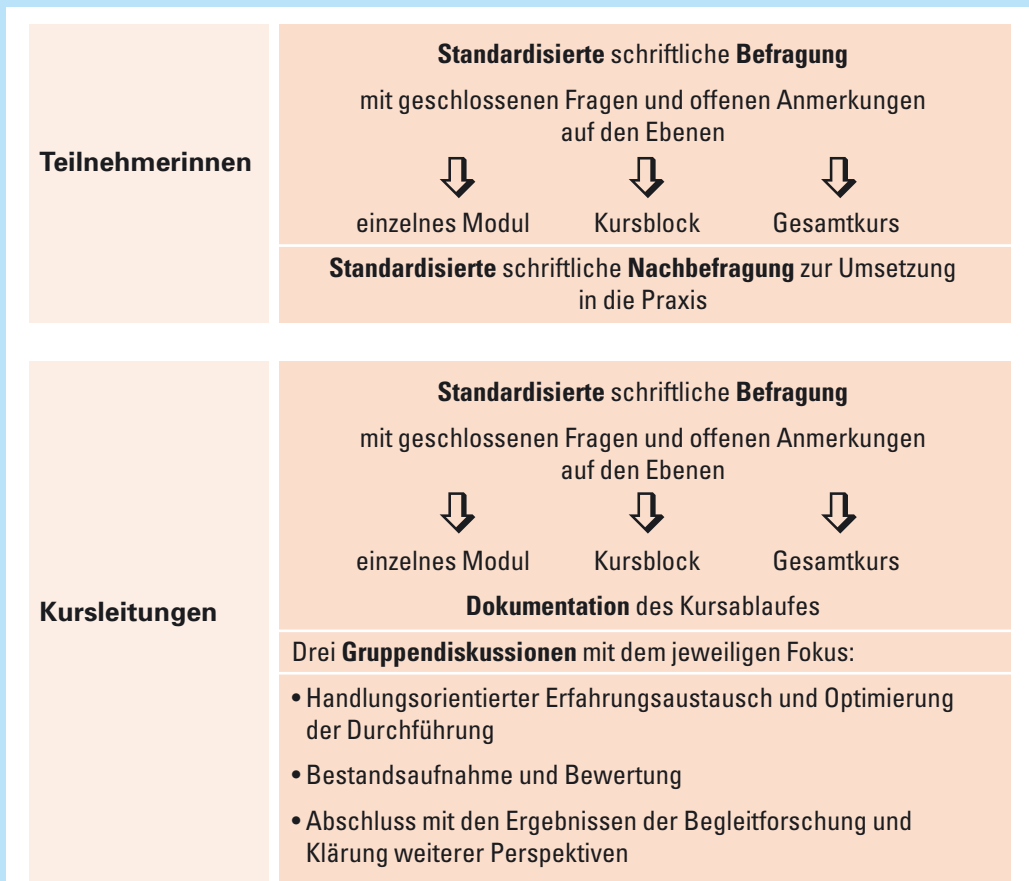 Teilnehmerinnen
Standardisierte schriftliche Befragung
mit geschlossenen Fragen und offenen Anmerkungen
auf den Ebenen
einzelnes Modul Kursblock Gesamtkurs
Standardisierte schriftliche Nachbefragung zur Umsetzung
in die Praxis
Kursleitungen
Standardisierte schriftliche Befragung
mit geschlossenen Fragen und offenen Anmerkungen
auf den Ebenen
einzelnes Modul Kursblock Gesamtkurs
Dokumentation des Kursablaufes
Drei Gruppendiskussionen mit dem jeweiligen Fokus:
• Handlungsorientierter Erfahrungsaustausch und Optimierung
der Durchführung
• Bestandsaufnahme und Bewertung
• Abschluss mit den Ergebnissen der Begleitforschung und
Klärung weiterer Perspektiven